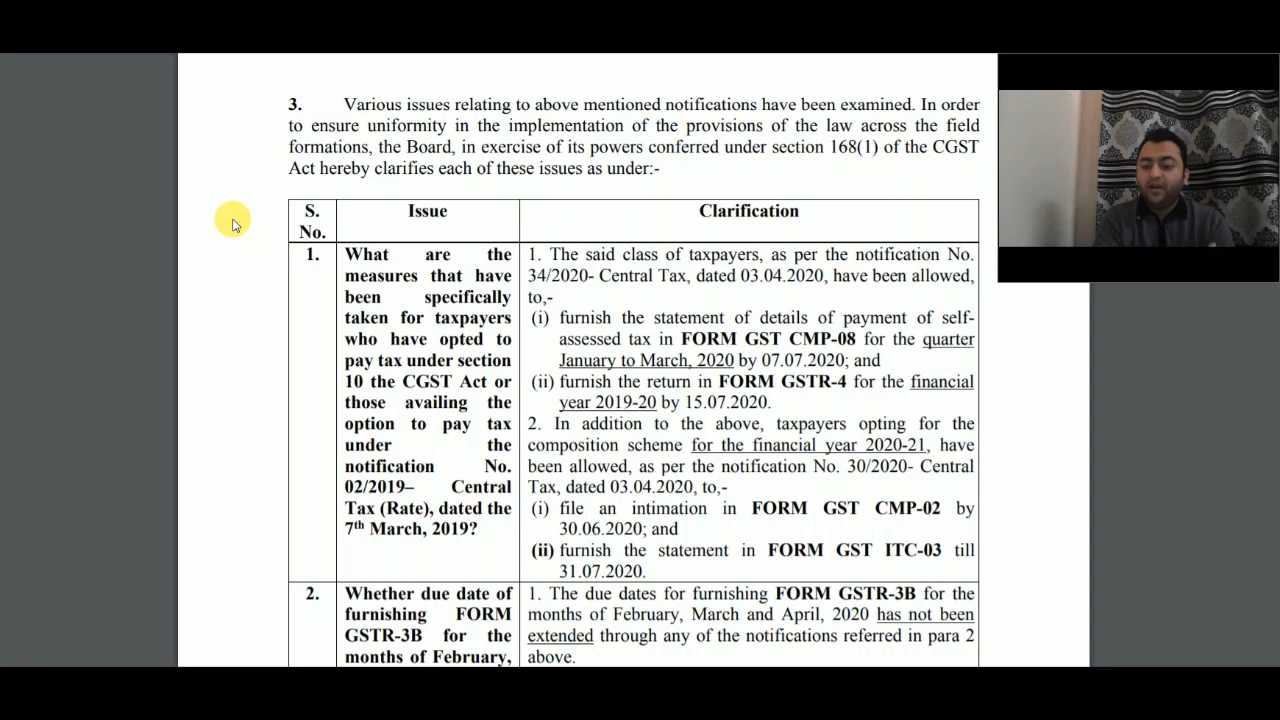 3. Various issues relating to above mentioned notifications have been examined. In order
to ensure uniformity in the implementation of the provisions of the law across the field
formations, the Board, in exercise of its powers conferred under section 168(1) of the CGST
Act hereby clarifies each of these issues as under:-
S.
No.
Issue
Clarification
1.
What are the
measures that have
been specifically
taken for taxpayers
who have opted to
pay tax under section
10 the CGST Act or
those availing the
option to pay tax
under the
notification No.
02/2019– Central
Tax (Rate), dated the
7th March, 2019?
1. The said class of taxpayers, as per the notification No.
34/2020- Central Tax, dated 03.04.2020, have been allowed,
to,-
(i) furnish the statement of details of payment of self-
assessed tax in FORM GST CMP-08 for the quarter
January to March, 2020 by 07.07.2020; and
(ii) furnish the return in FORM GSTR-4 for the financial
year 2019-20 by 15.07.2020.
2. In addition to the above, taxpayers opting for the
composition scheme for the financial year 2020-21, have
been allowed, as per the notification No. 30/2020- Central
Tax, dated 03.04.2020, to,-
(i) file an intimation in FORM GST CMP-02 by
30.06.2020; and
(ii) furnish the statement in FORM GST ITC-03 till
31.07.2020.
2.
Whether due date of
furnishing FORM
GSTR-3B for the
months of February,
1. The due dates for furnishing FORM GSTR-3B for the
months of February, March and April, 2020 has not been
extended through any of the notifications referred in para 2
above.